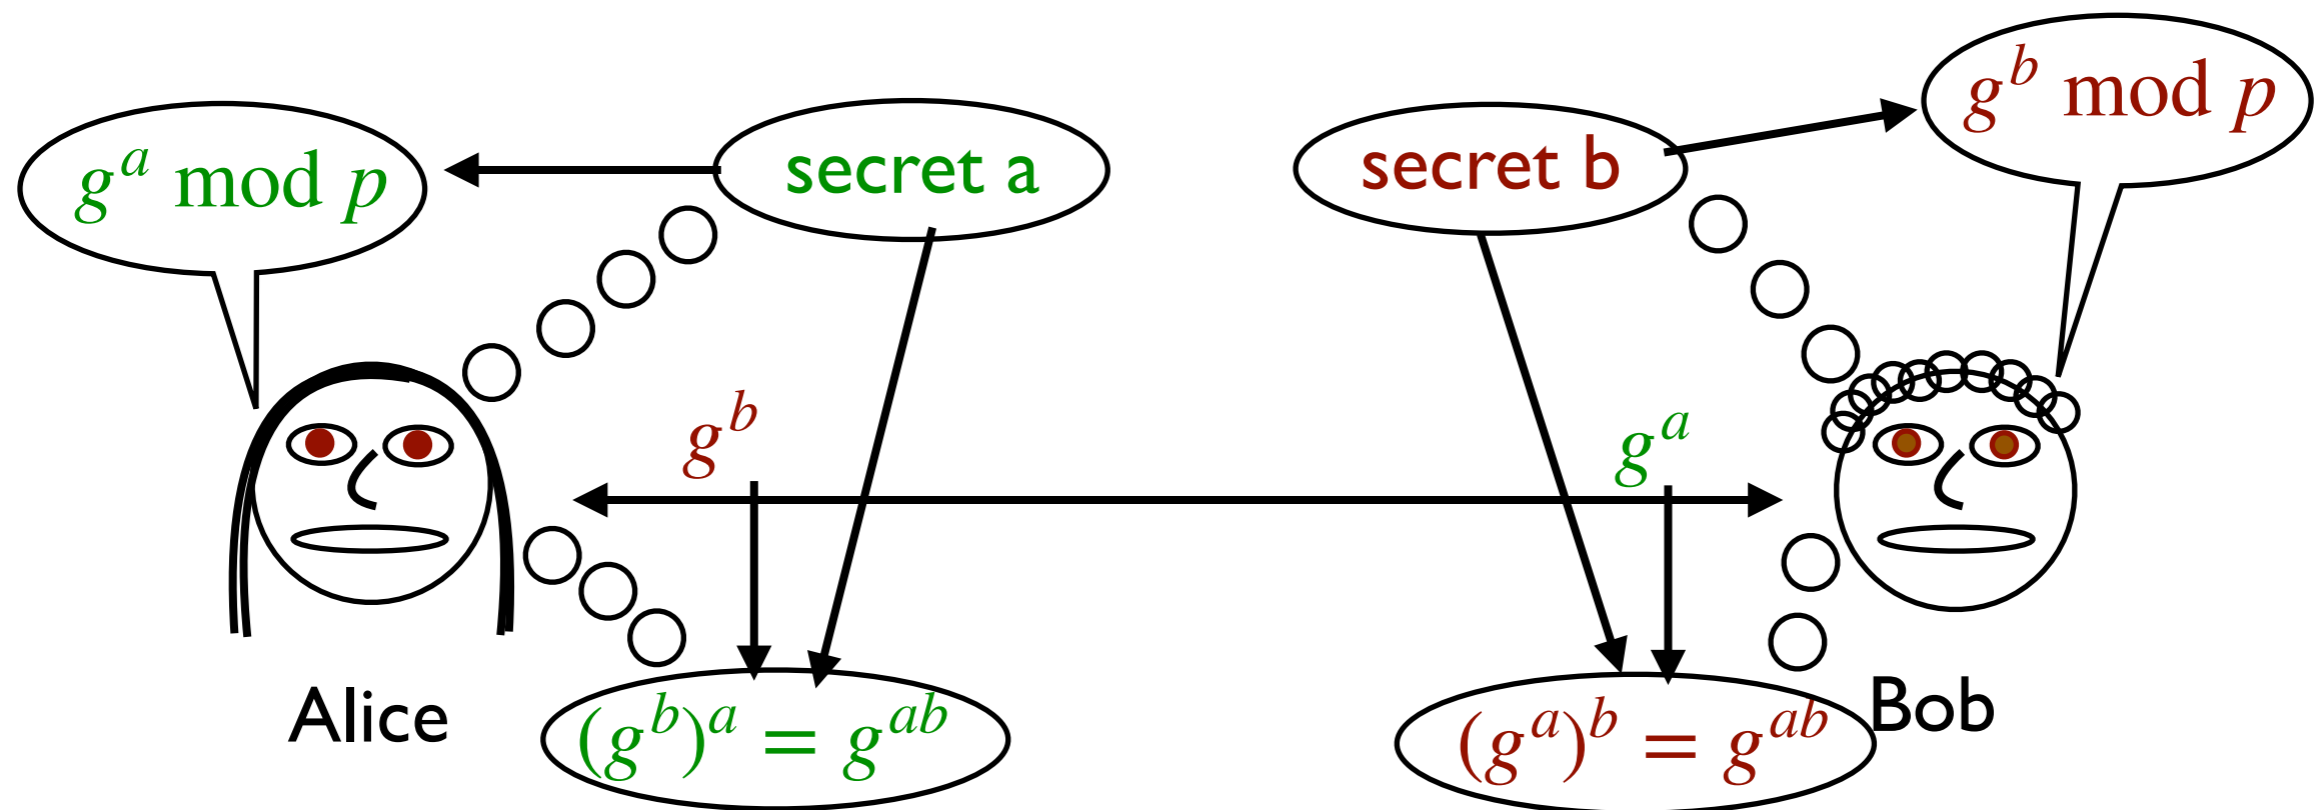 g^b mod p
g^a mod p
secret a
secret b
g^b
g^a
Alice
Bob
(g^b)^a = g^{ab}
(g^a)^b = g^{ab}